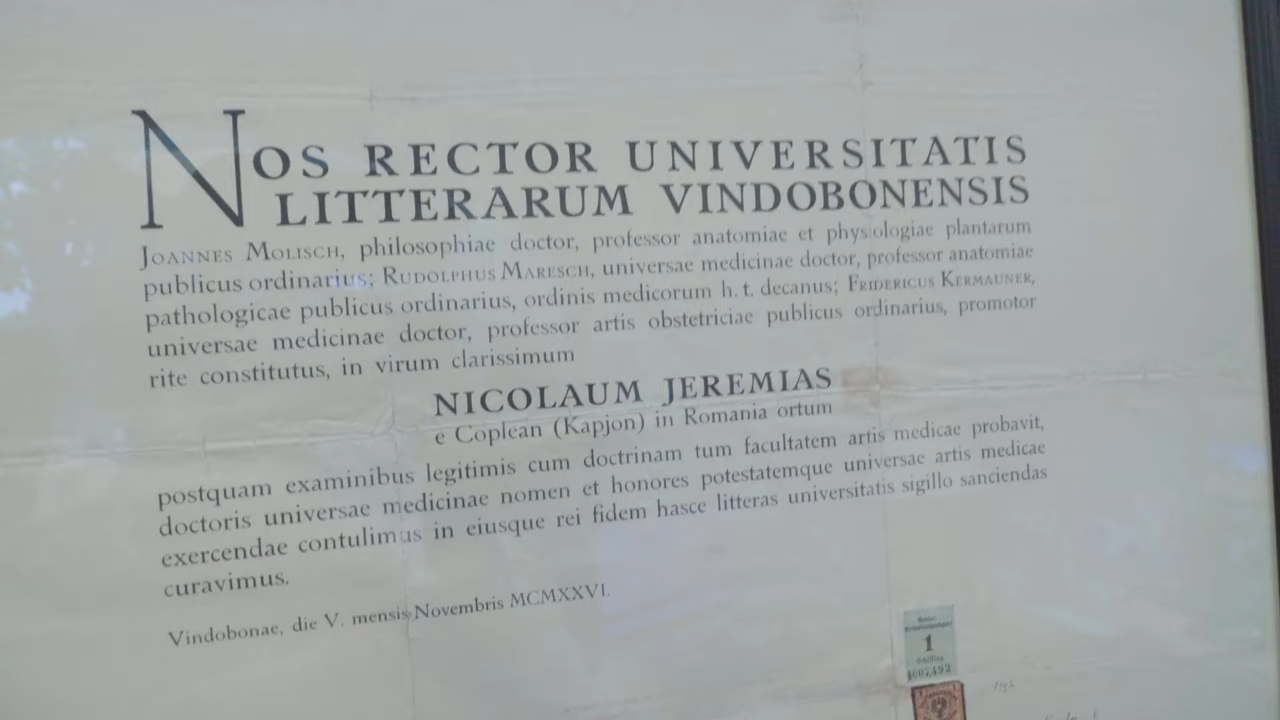 NOS RECTOR UNIVERSITATIS
LITTERARUM VINDOBONENSIS
JOANNES MOLISCH, philosophiae doctor, professor anatomiae et physiologiae plantarum
publicus ordinarius; RUDOLPHUS MARESCH, universae medicinae doctor, professor anatomiae
pathologicae publicus ordinarius, ordinis medicorum h. t. decanus; FRIDERICUS KERMAUNER,
universae medicinae doctor, professor artis obstetriciae publicus ordinarius, promotor
rite constitutus, in virum clarissimum
NICOLAUM JEREMIAS
e Coplean (Kapjon) in Romania ortum
postquam examinibus legitimis cum doctrinam tum facultatem artis medicae probavit,
doctoris universae medicinae nomen et honores potestatemque universae artis medicae
exercendae contulimus in eiusque rei fidem hasce litteras universitatis sigillo sanciendas
curavimus.
Vindobonae, die V. mensis Novembris MCMXXVI.
1
Schilling